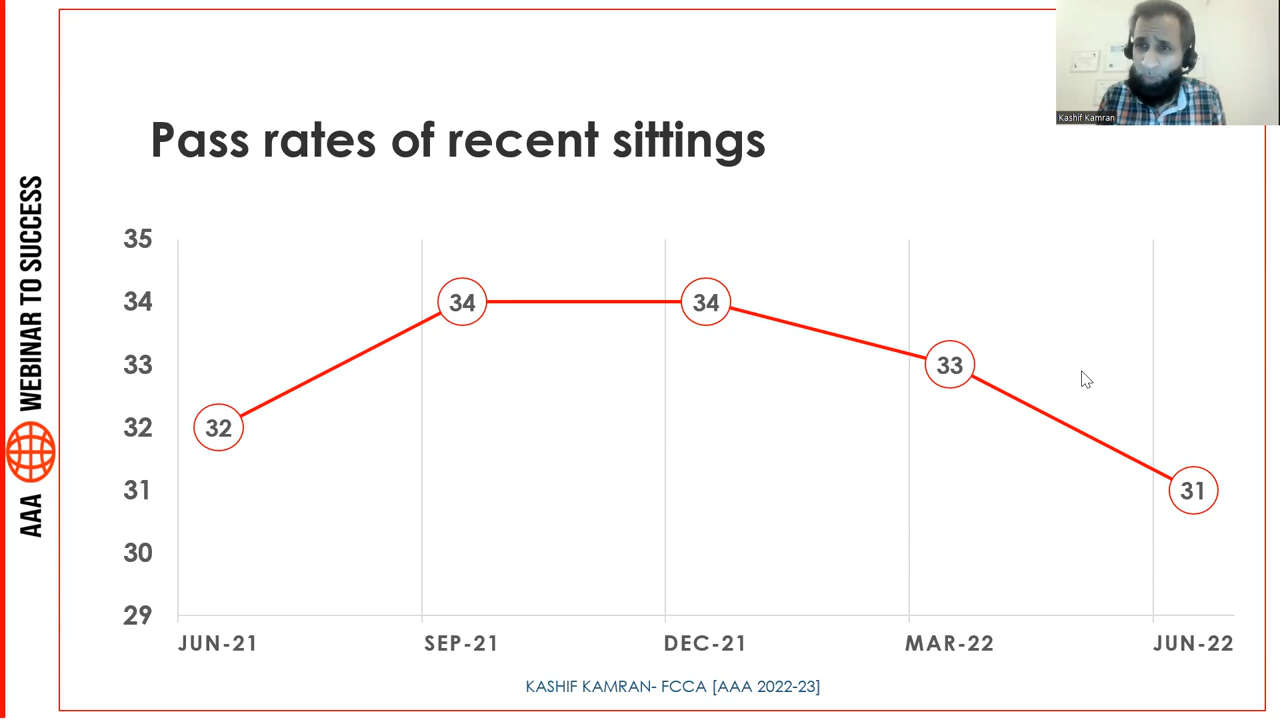 Kashif Kamran
Pass rates of recent sittings
AAA WEBINAR TO SUCCESS
35
34
33
32
31
30
29
32
34
34
33
31
JUN-21
SEP-21
DEC-21
MAR-22
JUN-22
KASHIF KAMRAN- FCCA [AAA 2022-23]